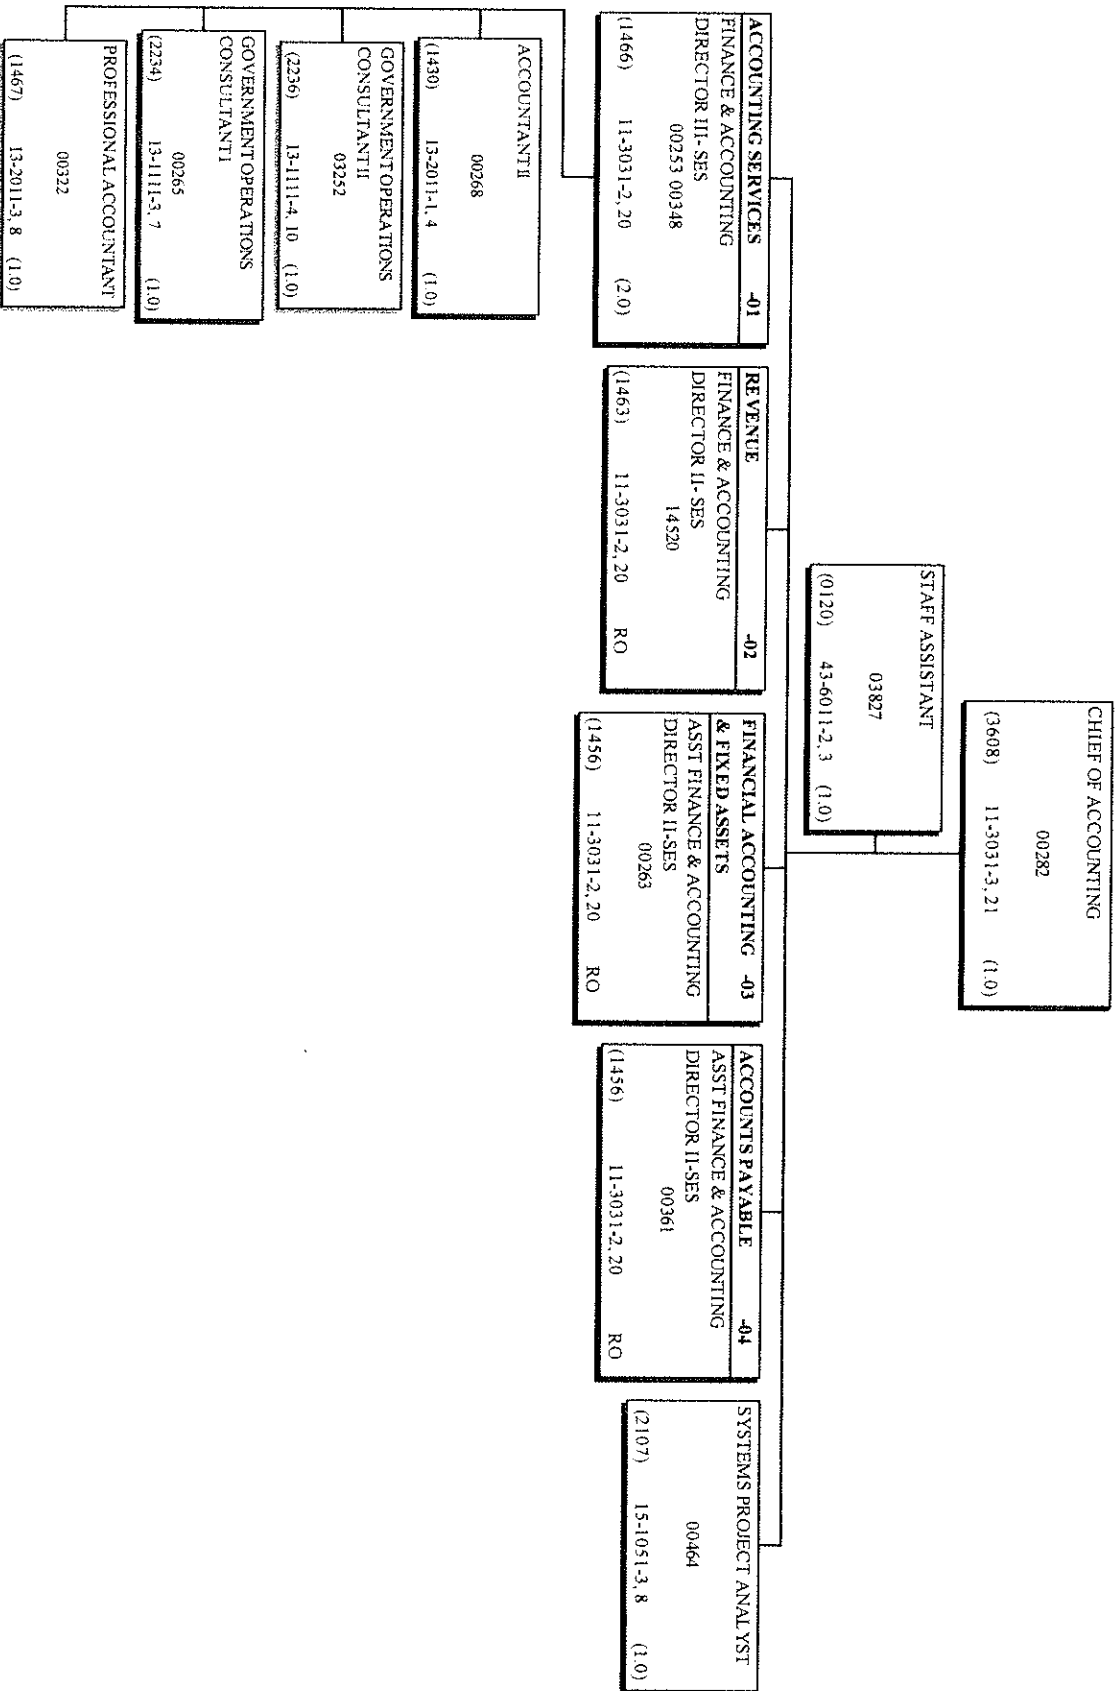 CHIEF OF ACCOUNTING
00282
(3608) 11-3031-3, 21 (1.0)
STAFF ASSISTANT
03827
(0120) 43-6011-2, 3 (1.0)
ACCOUNTING SERVICES -01
FINANCE & ACCOUNTING
DIRECTOR III- SES
00253 00348
(1466) 11-3031-2, 20 (2.0)
REVENUE -02
FINANCE & ACCOUNTING
DIRECTOR II- SES
14520
(1463) 11-3031-2, 20 RO
FINANCIAL ACCOUNTING -03
& FIXED ASSETS
ASST FINANCE & ACCOUNTING
DIRECTOR II-SES
00263
(1456) 11-3031-2, 20 RO
ACCOUNTS PAYABLE -04
ASST FINANCE & ACCOUNTING
DIRECTOR II-SES
00361
(1456) 11-3031-2, 20 RO
SYSTEMS PROJECT ANALYST
00464
(2107) 15-1051-3, 8 (1.0)
ACCOUNTANT II
00268
(1430) 13-2011-1, 4 (1.0)
GOVERNMENT OPERATIONS
CONSULTANT II
03252
(2236) 13-1111-4, 10 (1.0)
GOVERNMENT OPERATIONS
CONSULTANT I
00265
(2234) 13-1111-3, 7 (1.0)
PROFESSIONAL ACCOUNTANT
00322
(1467) 13-2011-3, 8 (1.0)